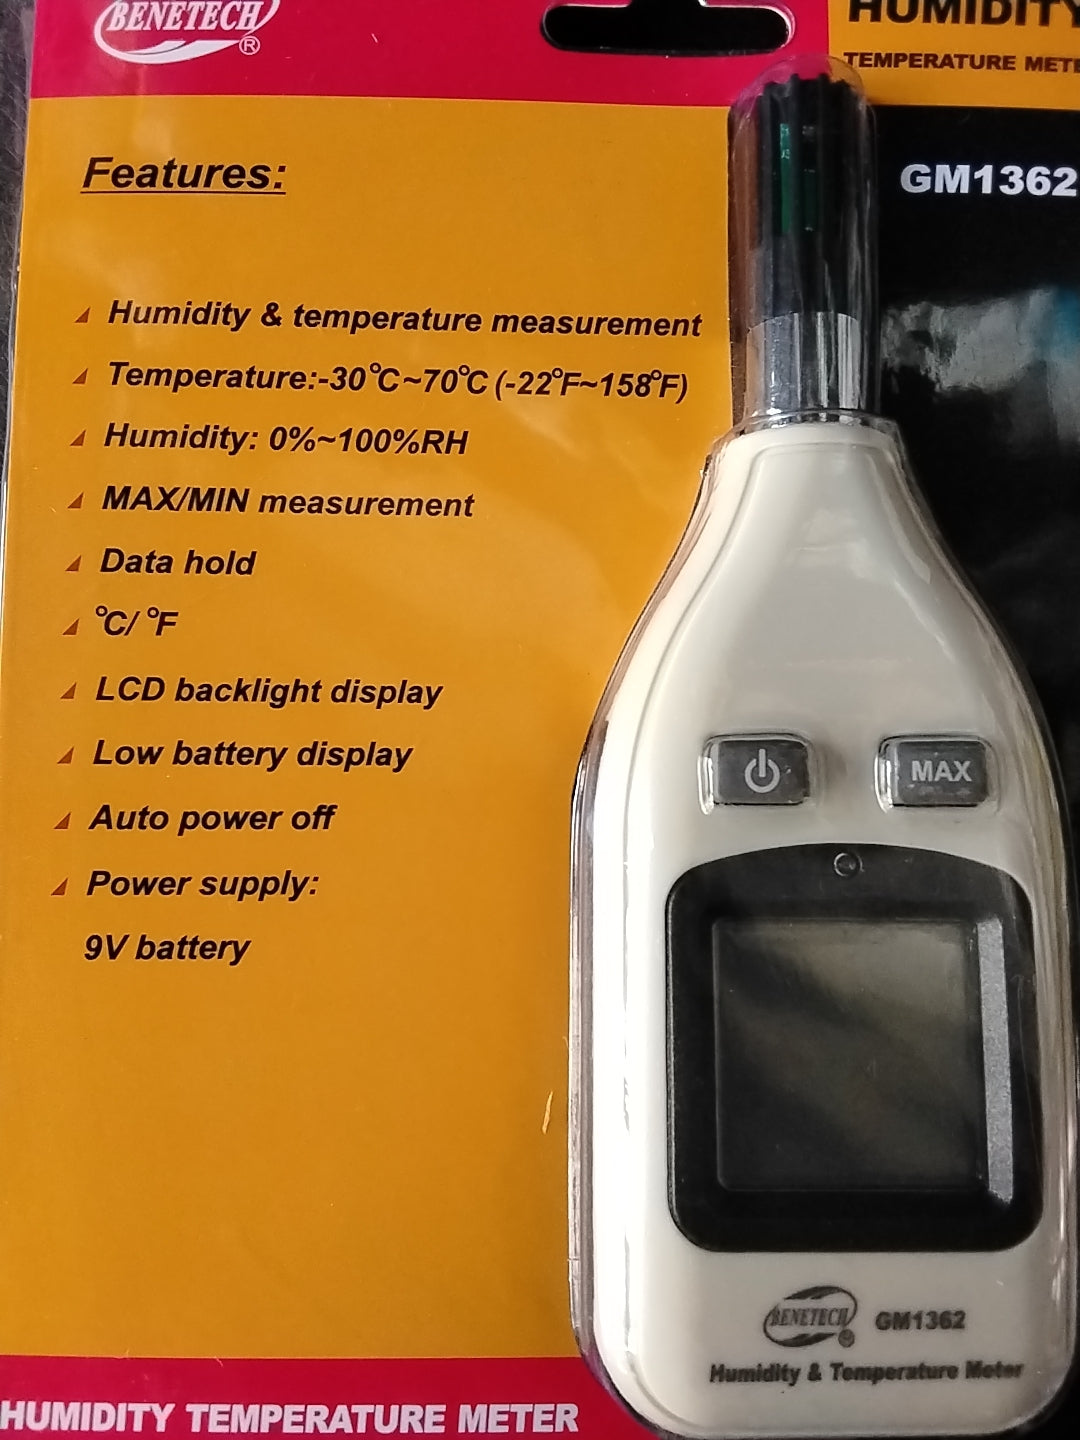 BENETECH®
HUMIDITY
TEMPERATURE METE
GM1362
Features:
Humidity & temperature measurement
Temperature:-30°C~70°C (-22°F~158°F)
Humidity: 0%~100%RH
MAX/MIN measurement
Data hold
°C/ °F
LCD backlight display
Low battery display
Auto power off
Power supply:
9V battery
MAX
BENETECH® GM1362
Humidity & Temperature Meter
HUMIDITY TEMPERATURE METER